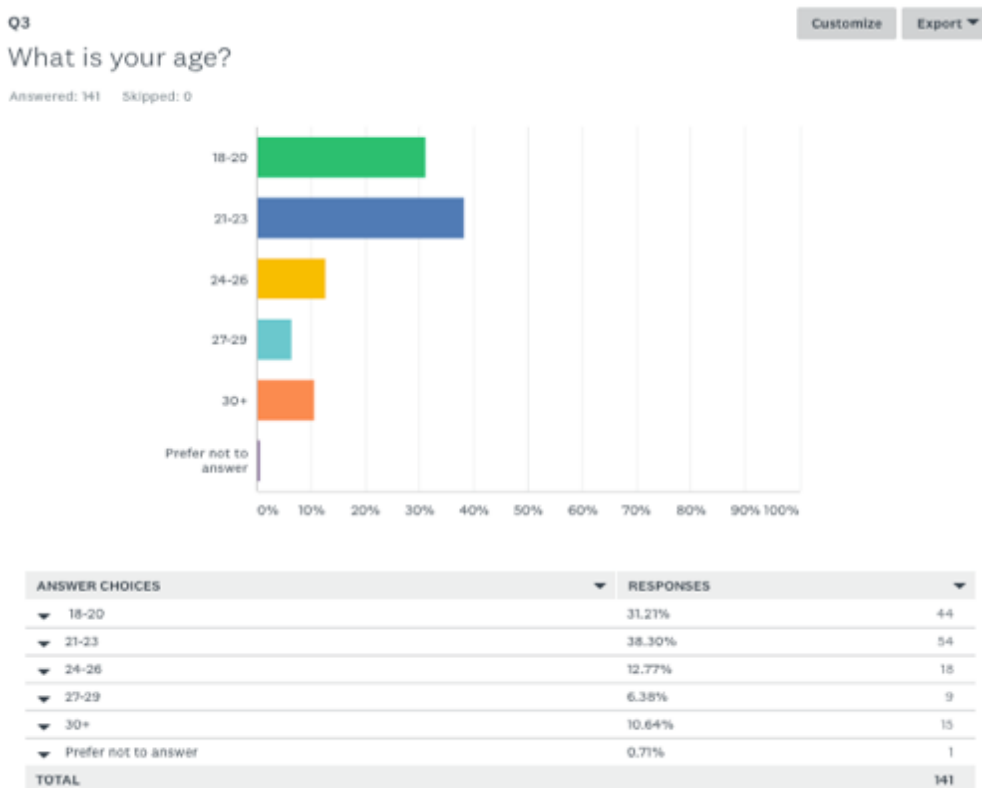 Q3
Customize
Export
What is your age?
Answered: 141 Skipped: 0
18-20
21-23
24-26
27-29
30+
Prefer not to
answer
0% 10% 20% 30% 40% 50% 60% 70% 80% 90% 100%
ANSWER CHOICES RESPONSES
18-20 31.21% 44
21-23 38.30% 54
24-26 12.77% 18
27-29 6.38% 9
30+ 10.64% 15
Prefer not to answer 0.71% 1
TOTAL 141